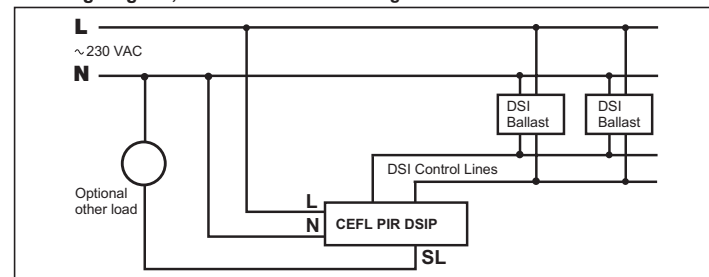 L
~230 VAC
N
DSI
Ballast
DSI
Ballast
DSI Control Lines
Optional
other load
L
N
CEFL PIR DSIP
SL